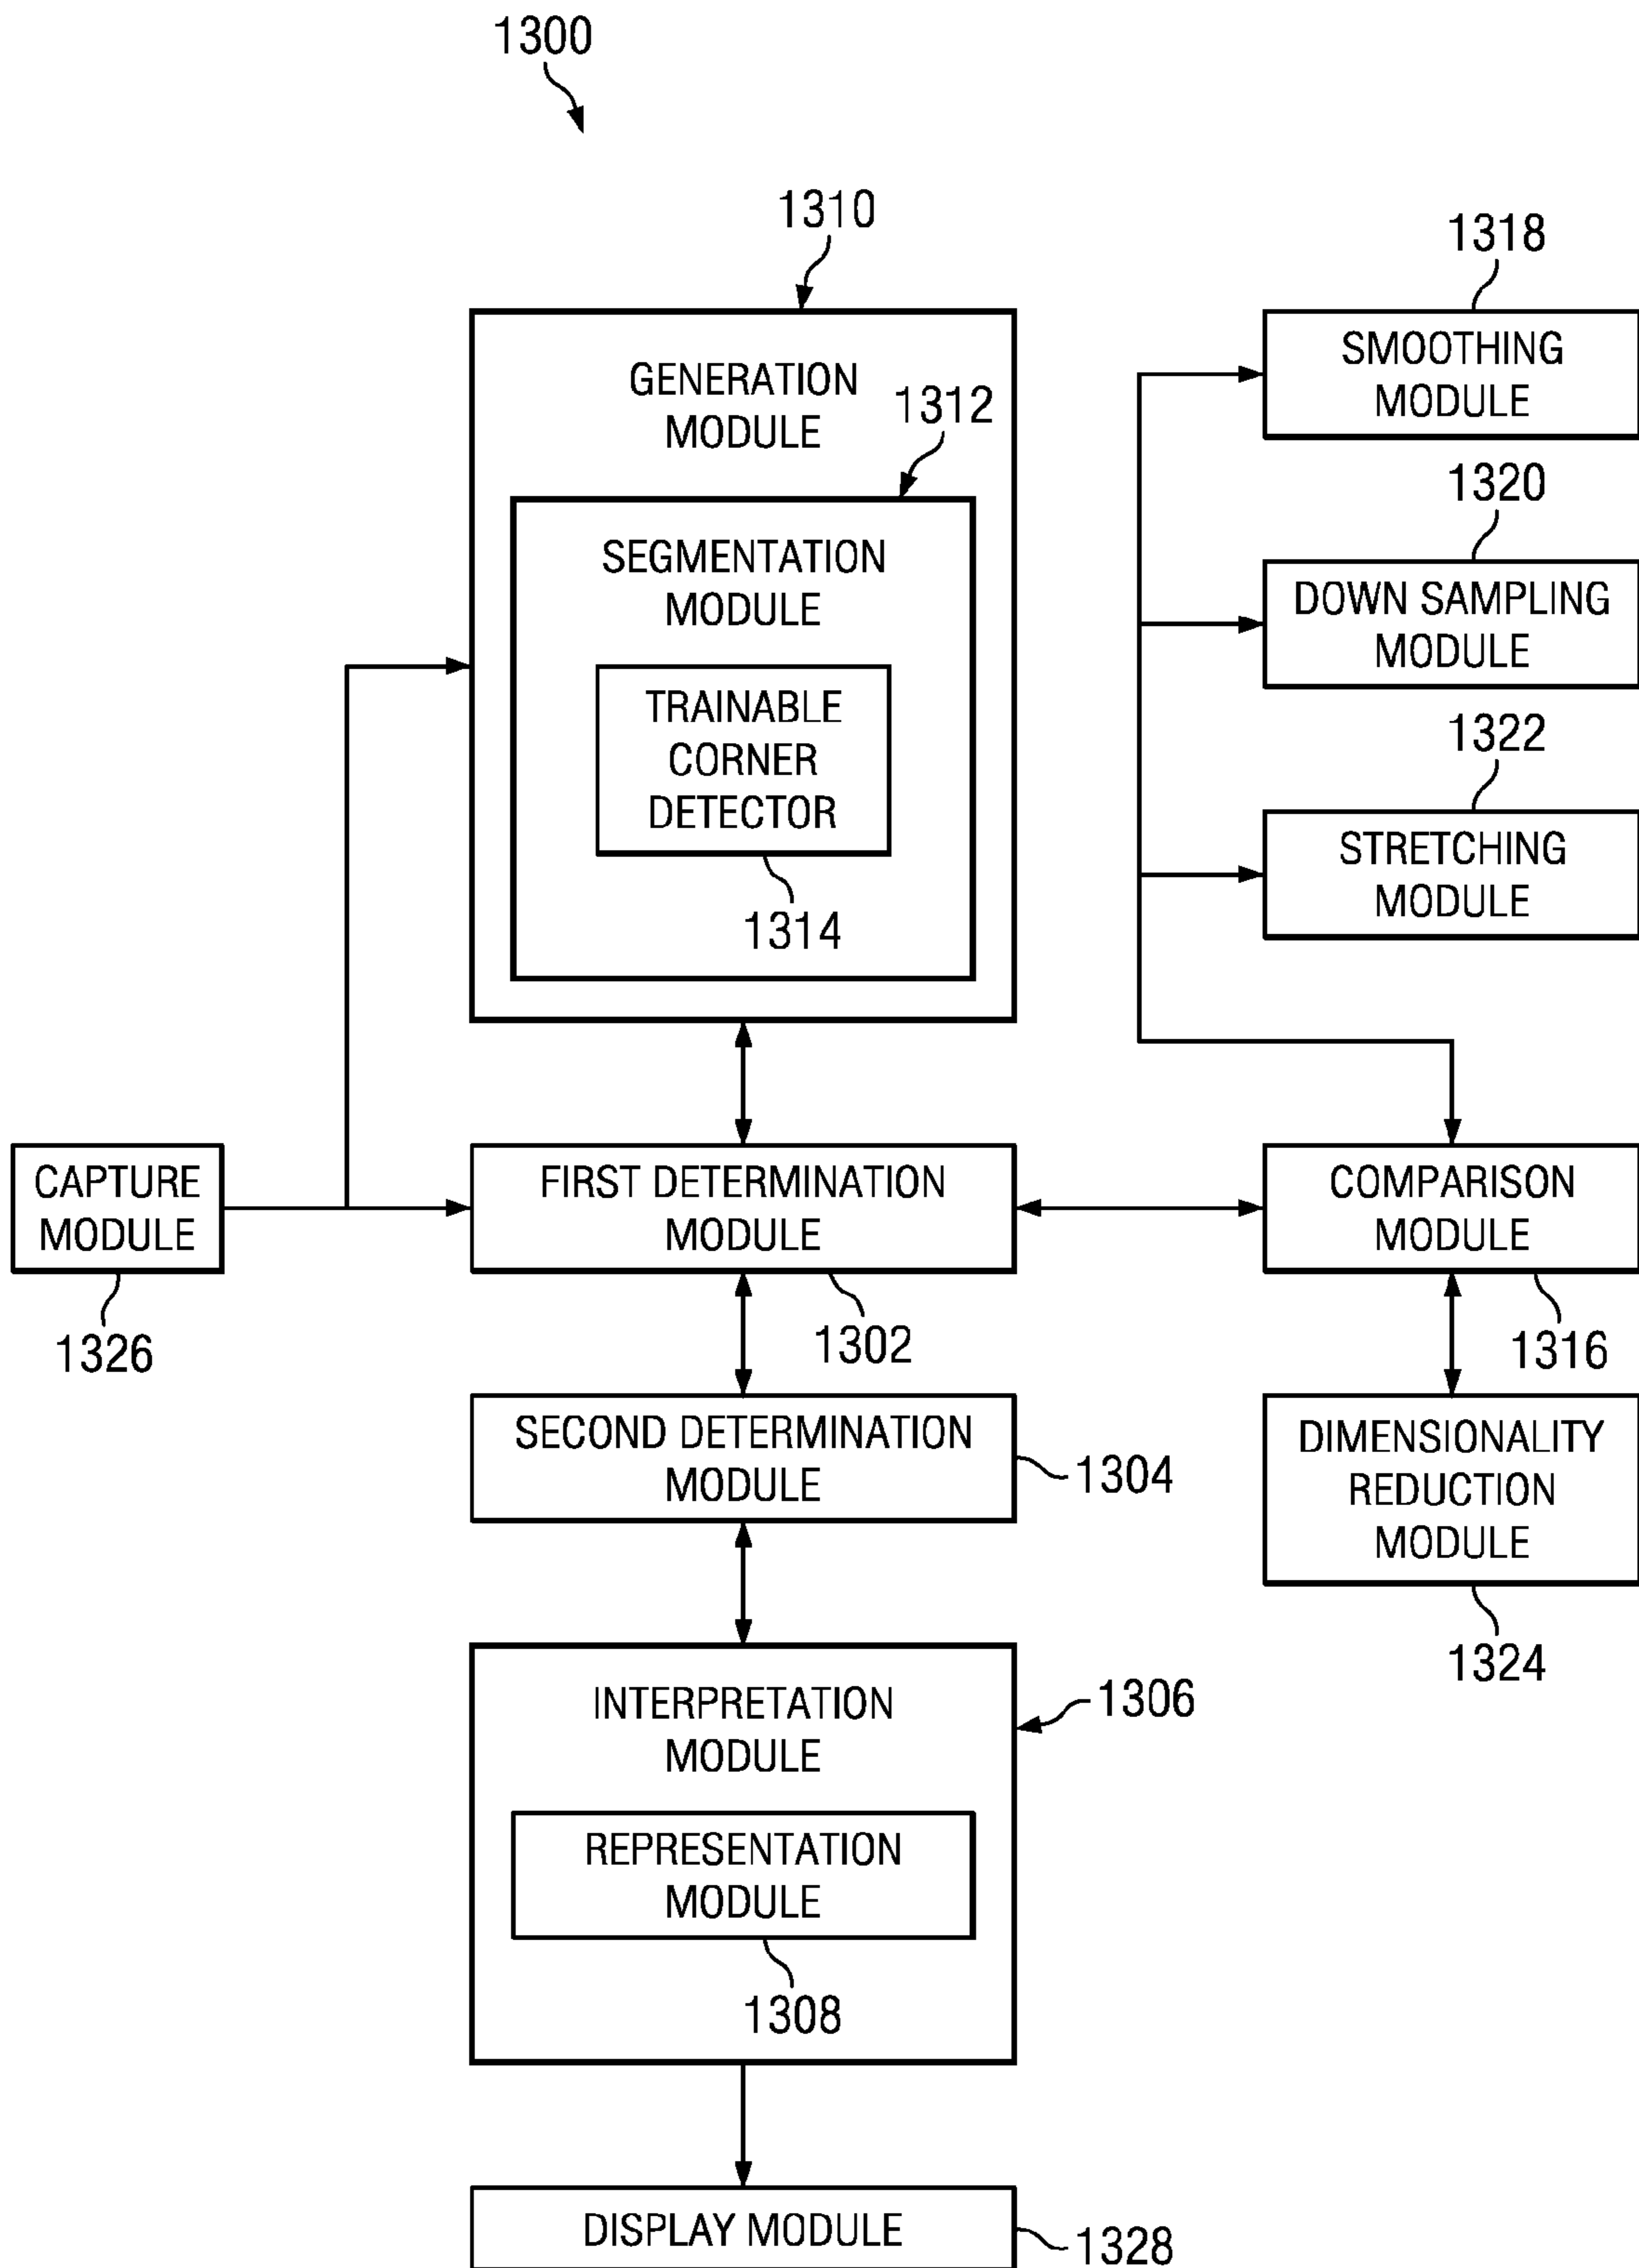 1300
1310
GENERATION
MODULE
1312
SEGMENTATION
MODULE
TRAINABLE
CORNER
DETECTOR
1314
1318
SMOOTHING
MODULE
1320
DOWN SAMPLING
MODULE
1322
STRETCHING
MODULE
CAPTURE
MODULE
1326
FIRST DETERMINATION
MODULE
1302
COMPARISON
MODULE
1316
SECOND DETERMINATION
MODULE
1304
DIMENSIONALITY
REDUCTION
MODULE
1324
INTERPRETATION
MODULE
1306
REPRESENTATION
MODULE
1308
DISPLAY MODULE
1328